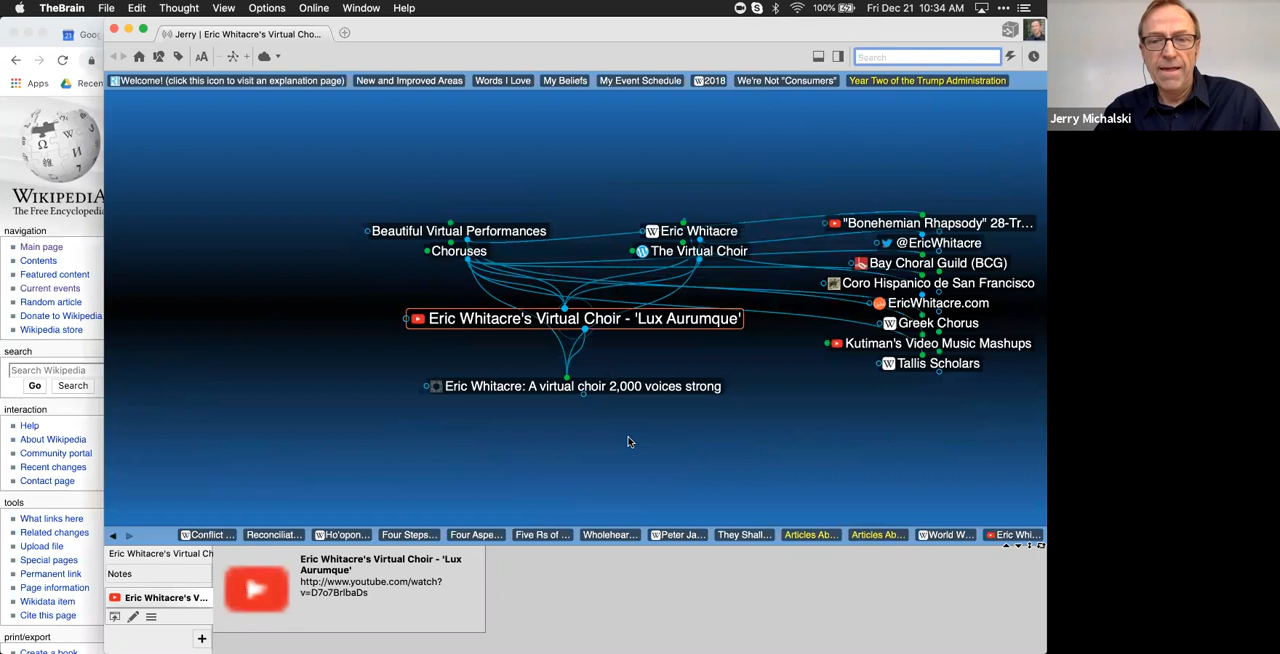 TheBrain File Edit Thought View Options Online Window Help 100% Fri Dec 21 10:34 AM
21 Goo
Jerry | Eric Whitacre's Virtual Cho...
AA
Search
Apps Recen
Welcome! (click this icon to visit an explanation page) New and Improved Areas Words I Love My Beliefs My Event Schedule 2018 We're Not "Consumers" Year Two of the Trump Administration
Jerry Michalski
WIKIPEDIA
The Free Encyclopedia
Main page
Contents
Featured content
Current events
Random article
Donate to Wikipedia
Wikipedia store
search
Search Wikipedia
Go Search
interaction
Help
About Wikipedia
Community portal
Recent changes
Contact page
tools
What links here
Related changes
Upload file
Special pages
Permanent link
Page information
Wikidata item
Cite this page
print/export
Create a book
Beautiful Virtual Performances
Choruses
Eric Whitacre
The Virtual Choir
"Bonehemian Rhapsody" 28-Tr...
@EricWhitacre
Bay Choral Guild (BCG)
Coro Hispanico de San Francisco
EricWhitacre.com
Greek Chorus
Kutiman's Video Music Mashups
Tallis Scholars
Eric Whitacre's Virtual Choir - 'Lux Aurumque'
Eric Whitacre: A virtual choir 2,000 voices strong
Conflict ... Reconciliat... Ho'opon... Four Steps... Four Aspe... Five Rs of ... Wholehear... Peter Ja... They Shall... Articles Ab... Articles Ab... World W... Eric Whi...
Eric Whitacre's Virtual Ch
Notes
Eric Whitacre's V...
Eric Whitacre's Virtual Choir - 'Lux
Aurumque'
http://www.youtube.com/watch?
v=D7o7BrlbaDs